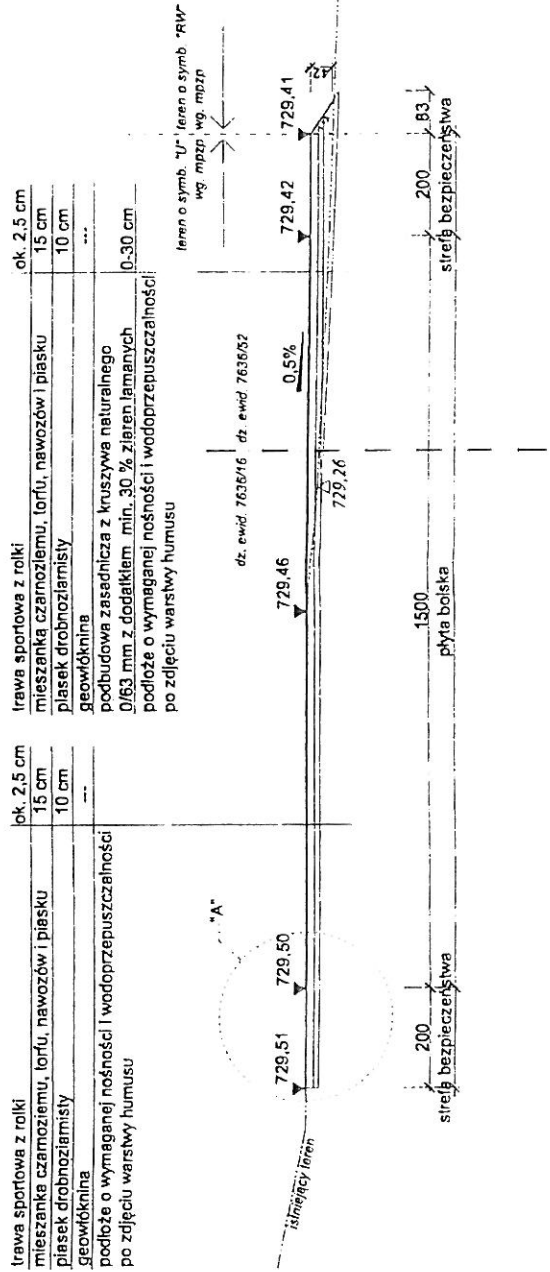 trawa sportowa z rolki ok. 2,5 cm
mieszanka czarnoziemu, torfu, nawozów i piasku 15 cm
piasek drobnoziarnisty 10 cm
geowłóknina ---
podłoże o wymaganej nośności i wodoprzepuszczalności
po zdjęciu warstwy humusu
trawa sportowa z rolki ok. 2,5 cm
mieszanka czarnoziemu, torfu, nawozów i piasku 15 cm
piasek drobnoziarnisty 10 cm
geowłóknina ---
podbudowa zasadnicza z kruszywa naturalnego
0/63 mm z dodatkiem min. 30 % ziaren łamanych 0-30 cm
podłoże o wymaganej nośności i wodoprzepuszczalności
po zdjęciu warstwy humusu
teren o symb. "U" teren o symb. "RW"
wg. mpzp wg. mpzp
dz. ewid. 7636/16 dz. ewid. 7636/52
"A"
istniejący teren
729,51
729,50
729,46
0,5%
729,42
729,41
729,26
42
200
1500
200
83
strefa bezpieczeństwa
płyta boiska
strefa bezpieczeństwa